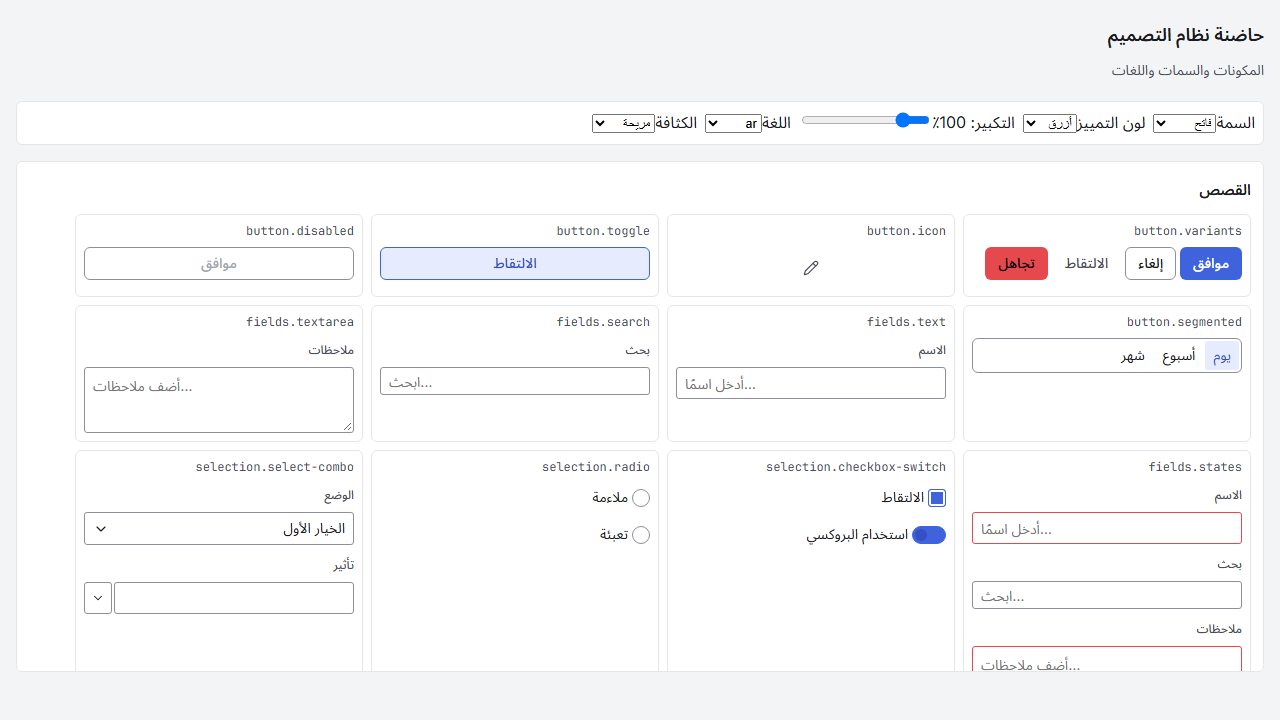 حاضنة نظام التصميم
المكونات والسمات واللغات
السمة فاتح لون التمييز أزرق التكبير: 100٪ اللغة ar الكثافة مريحة
القصص
button.variants
موافق إلغاء الالتقاط تجاهل
button.icon
button.toggle
الالتقاط
button.disabled
موافق
button.segmented
يوم أسبوع شهر
fields.text
الاسم
أدخل اسمًا...
fields.search
بحث
ابحث...
fields.textarea
ملاحظات
أضف ملاحظات...
fields.states
الاسم
أدخل اسمًا...
بحث
ابحث...
ملاحظات
أضف ملاحظات...
selection.checkbox-switch
الالتقاط
استخدام البروكسي
selection.radio
ملاءمة
تعبئة
selection.select-combo
الوضع
الخيار الأول
تأثير